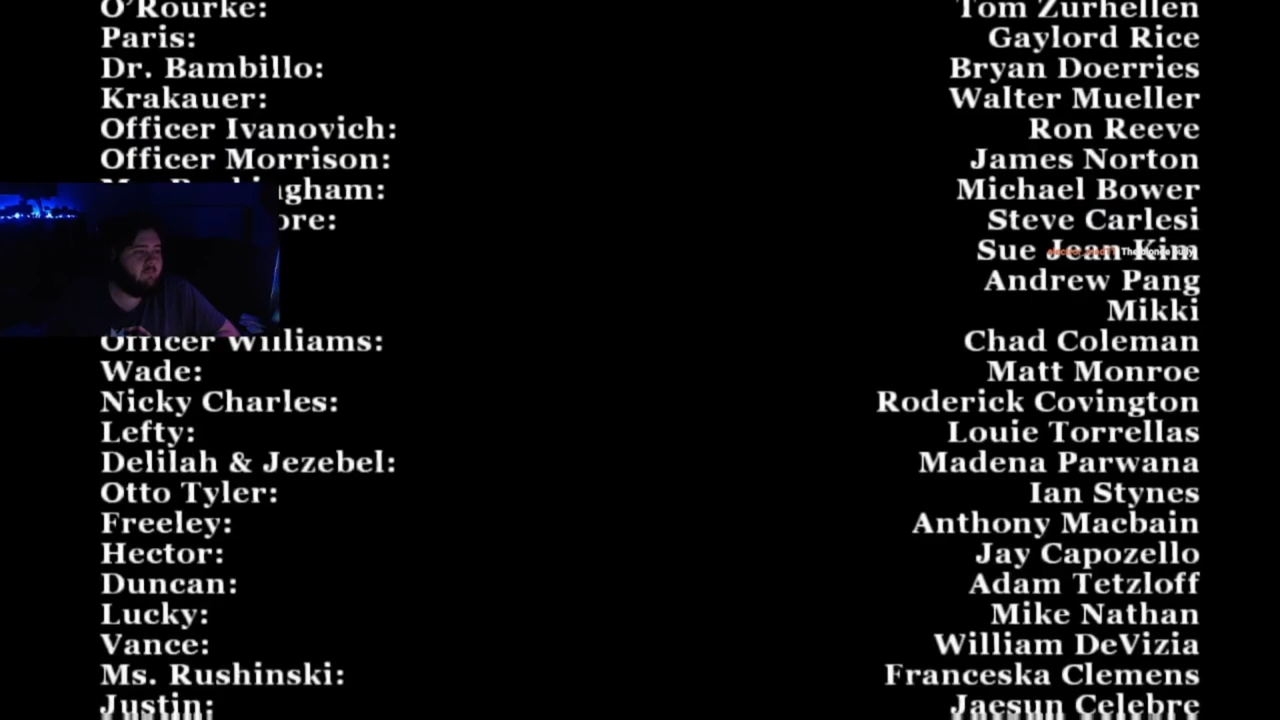 O'Rourke: Tom Zurhellen
Paris: Gaylord Rice
Dr. Bambillo: Bryan Doerries
Krakauer: Walter Mueller
Officer Ivanovich: Ron Reeve
Officer Morrison: James Norton
Michael Bower
Steve Carlesi
Sue Jean Kim
Andrew Pang
Mikki
Officer Williams: Chad Coleman
Wade: Matt Monroe
Nicky Charles: Roderick Covington
Lefty: Louie Torrellas
Delilah & Jezebel: Madena Parwana
Otto Tyler: Ian Stynes
Freeley: Anthony Macbain
Hector: Jay Capozello
Duncan: Adam Tetzloff
Lucky: Mike Nathan
Vance: William DeVizia
Ms. Rushinski: Franceska Clemens
Justin: Jaesun Celebre